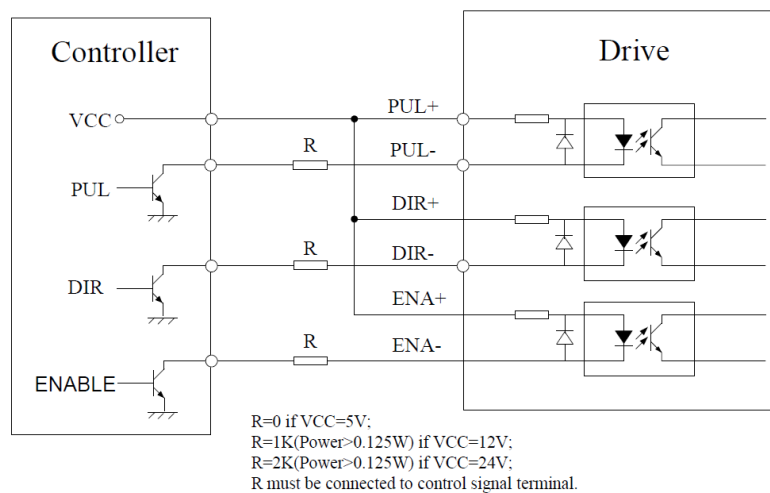 Controller
Drive
VCC
PUL+
R
PUL-
PUL
DIR+
R
DIR-
DIR
ENA+
R
ENA-
ENABLE
R=0 if VCC=5V;
R=1K(Power>0.125W) if VCC=12V;
R=2K(Power>0.125W) if VCC=24V;
R must be connected to control signal terminal.